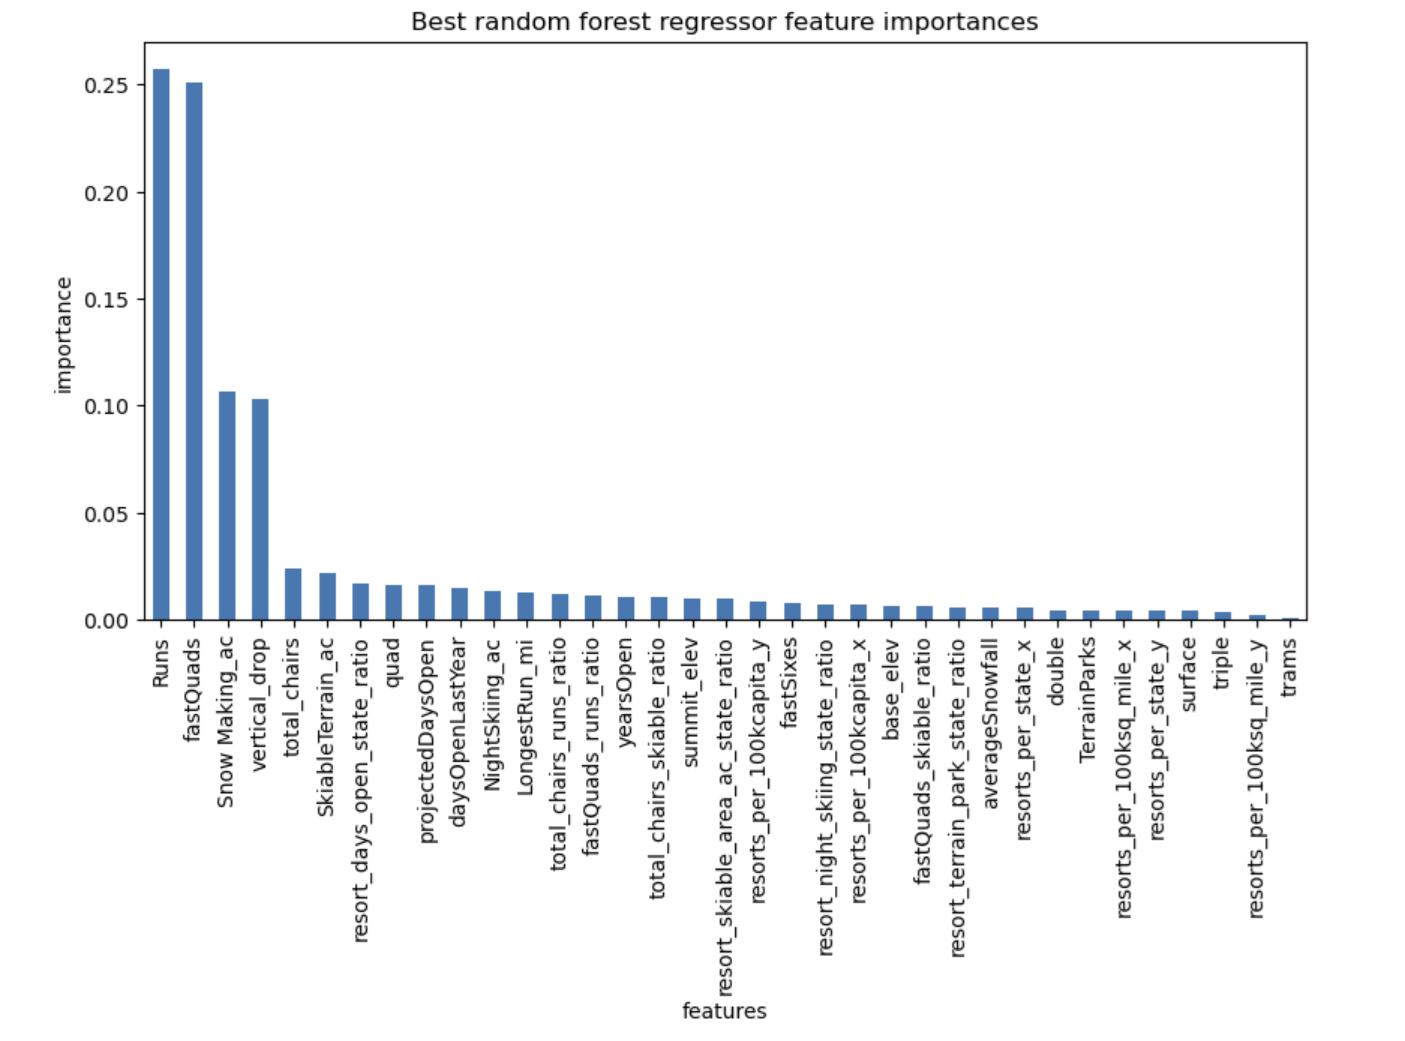 Best random forest regressor feature importances
importance
0.25
0.20
0.15
0.10
0.05
0.00
Runs
fastQuads
Snow Making_ac
vertical_drop
total_chairs
SkiableTerrain_ac
resort_days_open_state_ratio
quad
projectedDaysOpen
daysOpenLastYear
NightSkiing_ac
LongestRun_mi
total_chairs_runs_ratio
fastQuads_runs_ratio
yearsOpen
total_chairs_skiable_ratio
summit_elev
resort_skiable_area_ac_state_ratio
resorts_per_100kcapita_y
fastSixes
resort_night_skiing_state_ratio
resorts_per_100kcapita_x
base_elev
fastQuads_skiable_ratio
resort_terrain_park_state_ratio
averageSnowfall
resorts_per_state_x
double
TerrainParks
resorts_per_100ksq_mile_x
resorts_per_state_y
surface
triple
resorts_per_100ksq_mile_y
trams
features